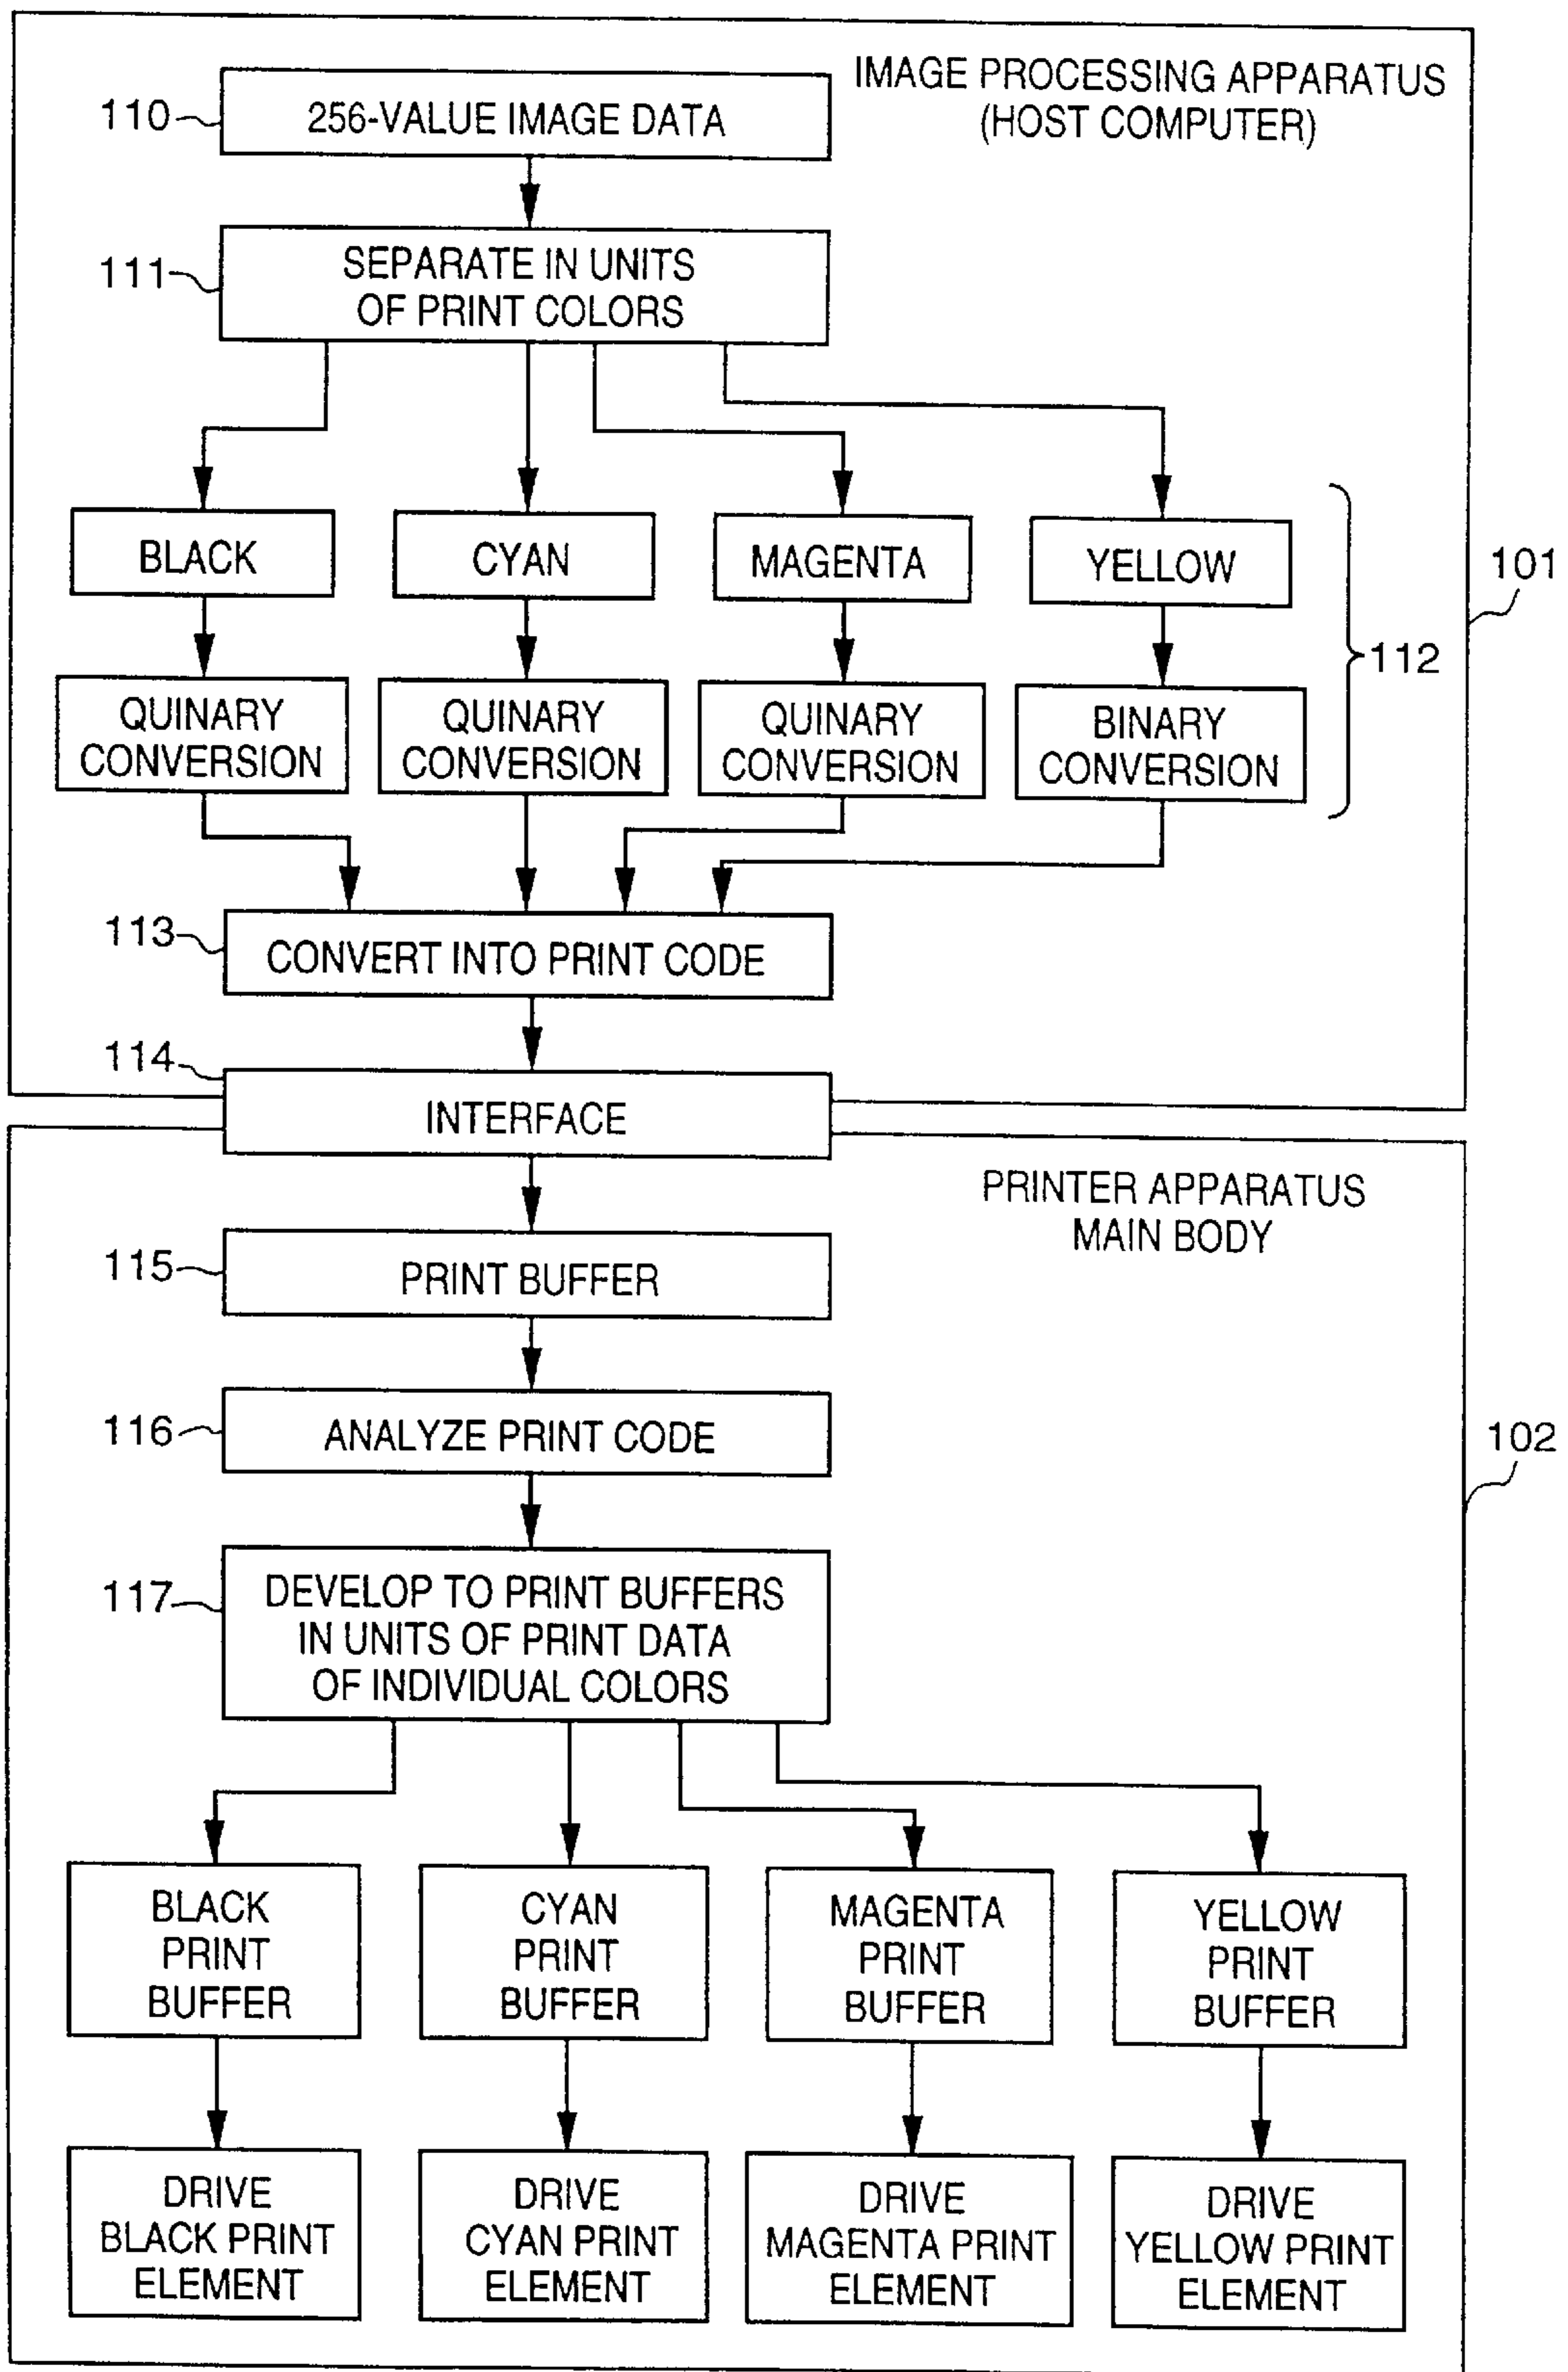 IMAGE PROCESSING APPARATUS
(HOST COMPUTER)
110
256-VALUE IMAGE DATA
111
SEPARATE IN UNITS
OF PRINT COLORS
BLACK
CYAN
MAGENTA
YELLOW
101
112
QUINARY
CONVERSION
QUINARY
CONVERSION
QUINARY
CONVERSION
BINARY
CONVERSION
113
CONVERT INTO PRINT CODE
114
INTERFACE
PRINTER APPARATUS
MAIN BODY
115
PRINT BUFFER
116
ANALYZE PRINT CODE
102
117
DEVELOP TO PRINT BUFFERS
IN UNITS OF PRINT DATA
OF INDIVIDUAL COLORS
BLACK
PRINT
BUFFER
CYAN
PRINT
BUFFER
MAGENTA
PRINT
BUFFER
YELLOW
PRINT
BUFFER
DRIVE
BLACK PRINT
ELEMENT
DRIVE
CYAN PRINT
ELEMENT
DRIVE
MAGENTA PRINT
ELEMENT
DRIVE
YELLOW PRINT
ELEMENT